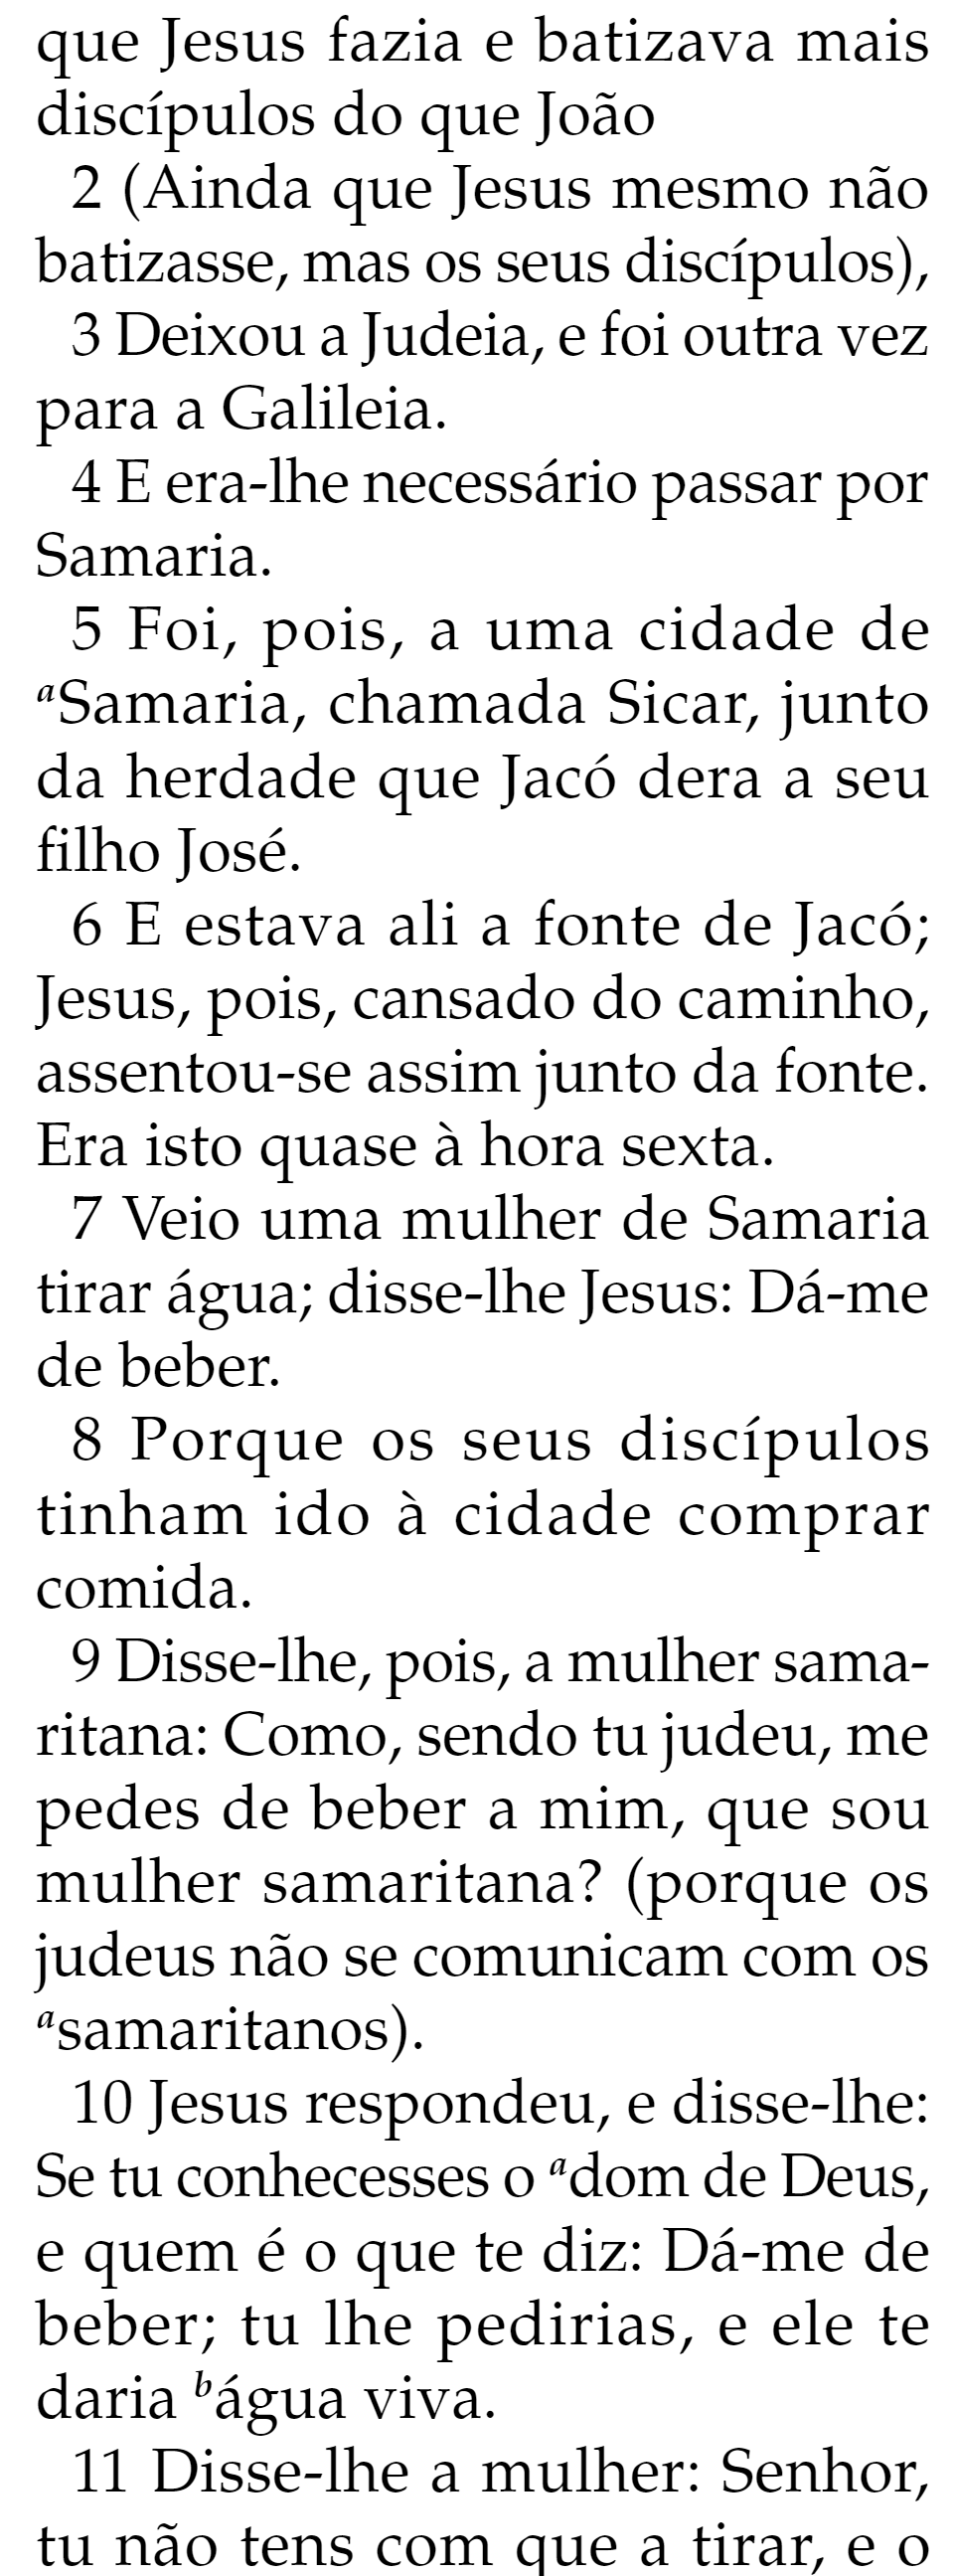 que Jesus fazia e batizava mais
discípulos do que João
2 (Ainda que Jesus mesmo não
batizasse, mas os seus discípulos),
3 Deixou a Judeia, e foi outra vez
para a Galileia.
4 E era-lhe necessário passar por
Samaria.
5 Foi, pois, a uma cidade de
aSamaria, chamada Sicar, junto
da herdade que Jacó dera a seu
filho José.
6 E estava ali a fonte de Jacó;
Jesus, pois, cansado do caminho,
assentou-se assim junto da fonte.
Era isto quase à hora sexta.
7 Veio uma mulher de Samaria
tirar água; disse-lhe Jesus: Dá-me
de beber.
8 Porque os seus discípulos
tinham ido à cidade comprar
comida.
9 Disse-lhe, pois, a mulher sama-
ritana: Como, sendo tu judeu, me
pedes de beber a mim, que sou
mulher samaritana? (porque os
judeus não se comunicam com os
asamaritanos).
10 Jesus respondeu, e disse-lhe:
Se tu conhecesses o adom de Deus,
e quem é o que te diz: Dá-me de
beber; tu lhe pedirias, e ele te
daria bágua viva.
11 Disse-lhe a mulher: Senhor,
tu não tens com que a tirar, e o